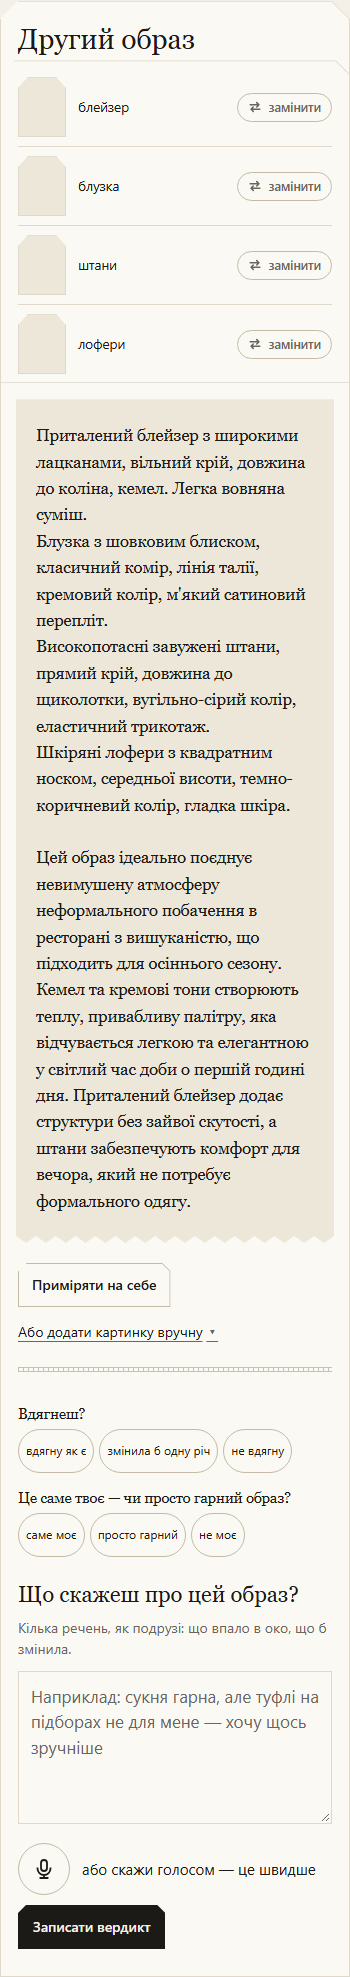 Другий образ
блейзер
замінити
блузка
замінити
штани
замінити
лофери
замінити
Приталений блейзер з широкими
лацканами, вільний крій, довжина
до коліна, кемел. Легка вовняна
суміш.
Блузка з шовковим блиском,
класичний комір, лінія талії,
кремовий колір, м'який сатиновий
перепліт.
Високопотасні завужені штани,
прямий крій, довжина до
щиколотки, вугільно-сірий колір,
еластичний трикотаж.
Шкіряні лофери з квадратним
носком, середньої висоти, темно-
коричневий колір, гладка шкіра.
Цей образ ідеально поєднує
невимушену атмосферу
неформального побачення в
ресторані з вишуканістю, що
підходить для осіннього сезону.
Кемел та кремові тони створюють
теплу, привабливу палітру, яка
відчувається легкою та елегантною
у світлий час доби о першій годині
дня. Приталений блейзер додає
структури без зайвої скутості, а
штани забезпечують комфорт для
вечора, який не потребує
формального одягу.
Приміряти на себе
Або додати картинку вручну
Вдягнеш?
вдягну як є
змінила б одну річ
не вдягну
Це саме твоє — чи просто гарний образ?
саме моє
просто гарний
не моє
Що скажеш про цей образ?
Кілька речень, як подрузі: що впало в око, що б
змінила.
Наприклад: сукня гарна, але туфлі на
підборах не для мене — хочу щось
зручніше
або скажи голосом — це швидше
Записати вердикт